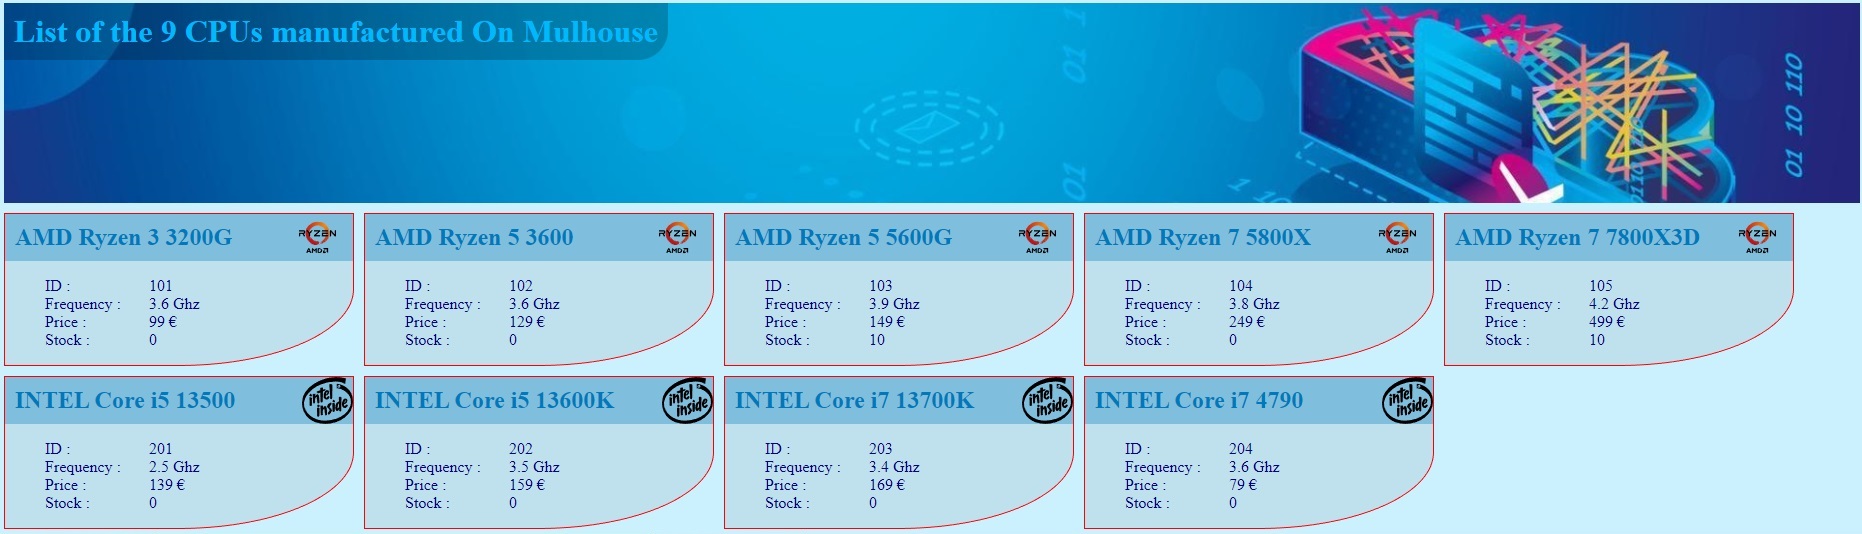 List of the 9 CPUs manufactured On Mulhouse
01 1
01
01
1 10
0110
01 10 110
AMD Ryzen 3 3200G
RYZEN
AMD
ID : 101
Frequency : 3.6 Ghz
Price : 99 €
Stock : 0
AMD Ryzen 5 3600
RYZEN
AMD
ID : 102
Frequency : 3.6 Ghz
Price : 129 €
Stock : 0
AMD Ryzen 5 5600G
RYZEN
AMD
ID : 103
Frequency : 3.9 Ghz
Price : 149 €
Stock : 10
AMD Ryzen 7 5800X
RYZEN
AMD
ID : 104
Frequency : 3.8 Ghz
Price : 249 €
Stock : 0
AMD Ryzen 7 7800X3D
RYZEN
AMD
ID : 105
Frequency : 4.2 Ghz
Price : 499 €
Stock : 10
INTEL Core i5 13500
intel
inside
ID : 201
Frequency : 2.5 Ghz
Price : 139 €
Stock : 0
INTEL Core i5 13600K
intel
inside
ID : 202
Frequency : 3.5 Ghz
Price : 159 €
Stock : 0
INTEL Core i7 13700K
intel
inside
ID : 203
Frequency : 3.4 Ghz
Price : 169 €
Stock : 0
INTEL Core i7 4790
intel
inside
ID : 204
Frequency : 3.6 Ghz
Price : 79 €
Stock : 0